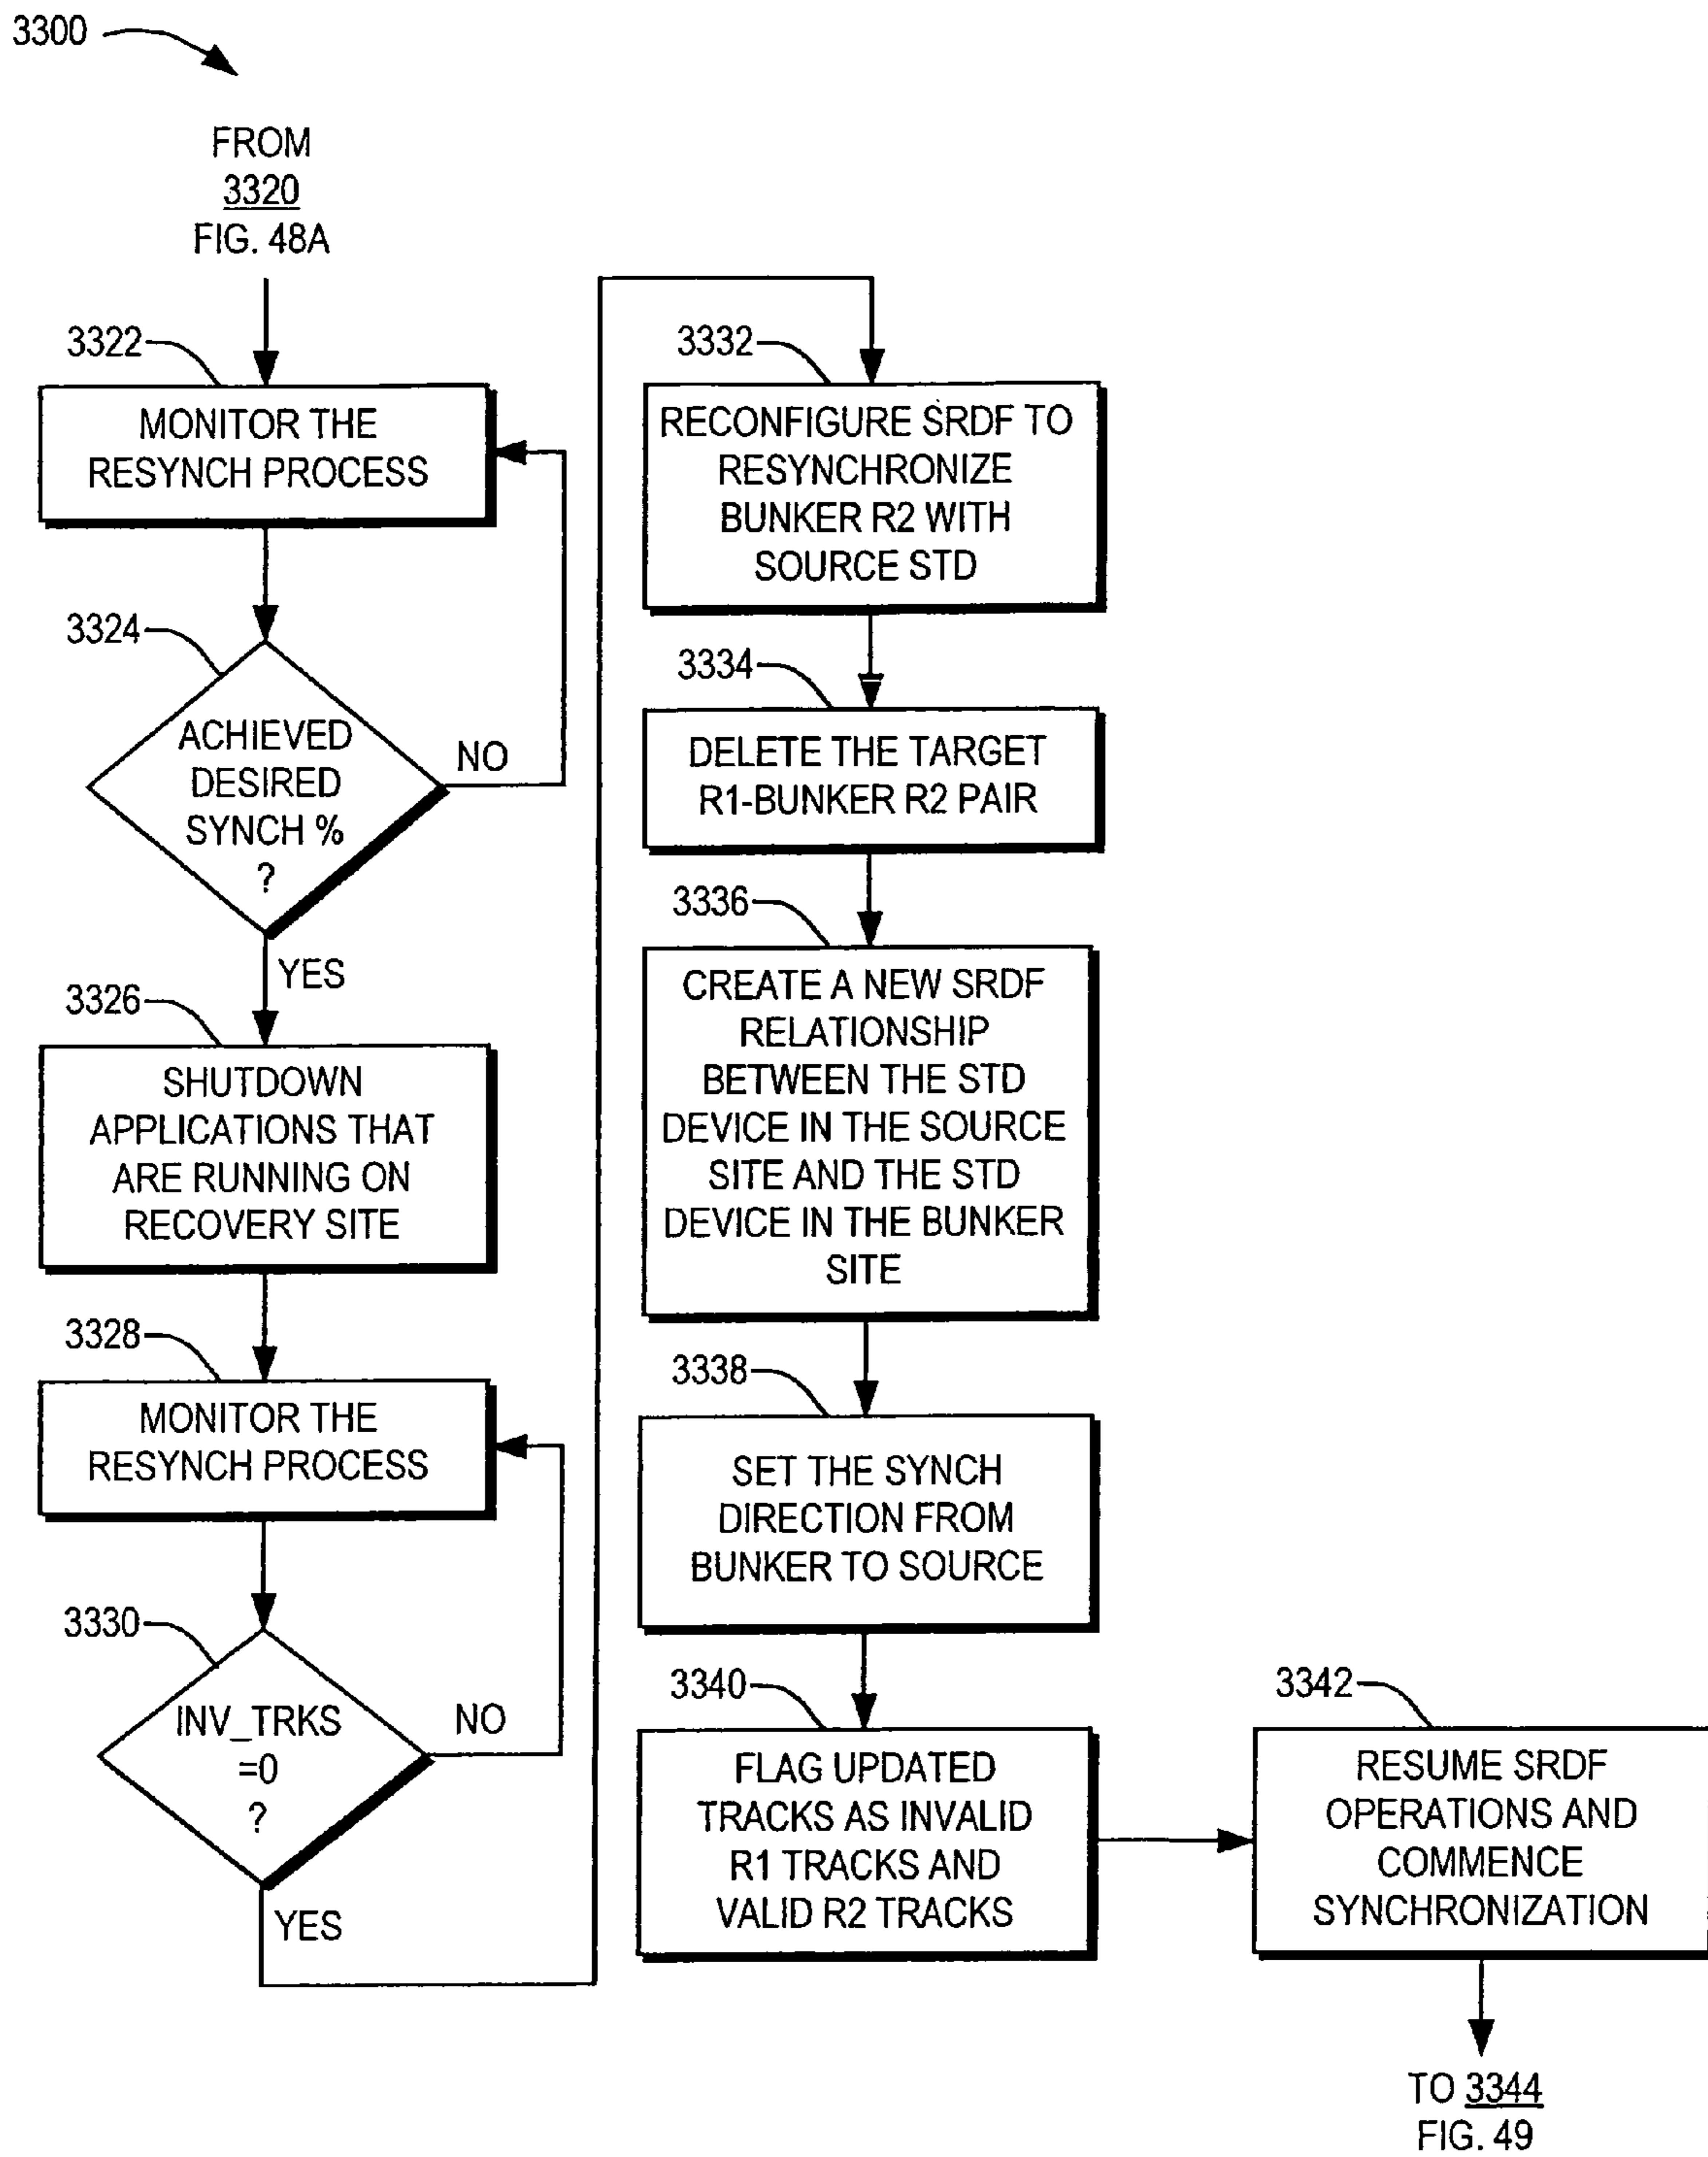 3300
FROM
3320
FIG. 48A
3322
MONITOR THE
RESYNCH PROCESS
3324
ACHIEVED
DESIRED
SYNCH %
?
NO
YES
3326
SHUTDOWN
APPLICATIONS THAT
ARE RUNNING ON
RECOVERY SITE
3328
MONITOR THE
RESYNCH PROCESS
3330
INV_TRKS
=0
?
NO
YES
3332
RECONFIGURE SRDF TO
RESYNCHRONIZE
BUNKER R2 WITH
SOURCE STD
3334
DELETE THE TARGET
R1-BUNKER R2 PAIR
3336
CREATE A NEW SRDF
RELATIONSHIP
BETWEEN THE STD
DEVICE IN THE SOURCE
SITE AND THE STD
DEVICE IN THE BUNKER
SITE
3338
SET THE SYNCH
DIRECTION FROM
BUNKER TO SOURCE
3340
FLAG UPDATED
TRACKS AS INVALID
R1 TRACKS AND
VALID R2 TRACKS
3342
RESUME SRDF
OPERATIONS AND
COMMENCE
SYNCHRONIZATION
TO 3344
FIG. 49